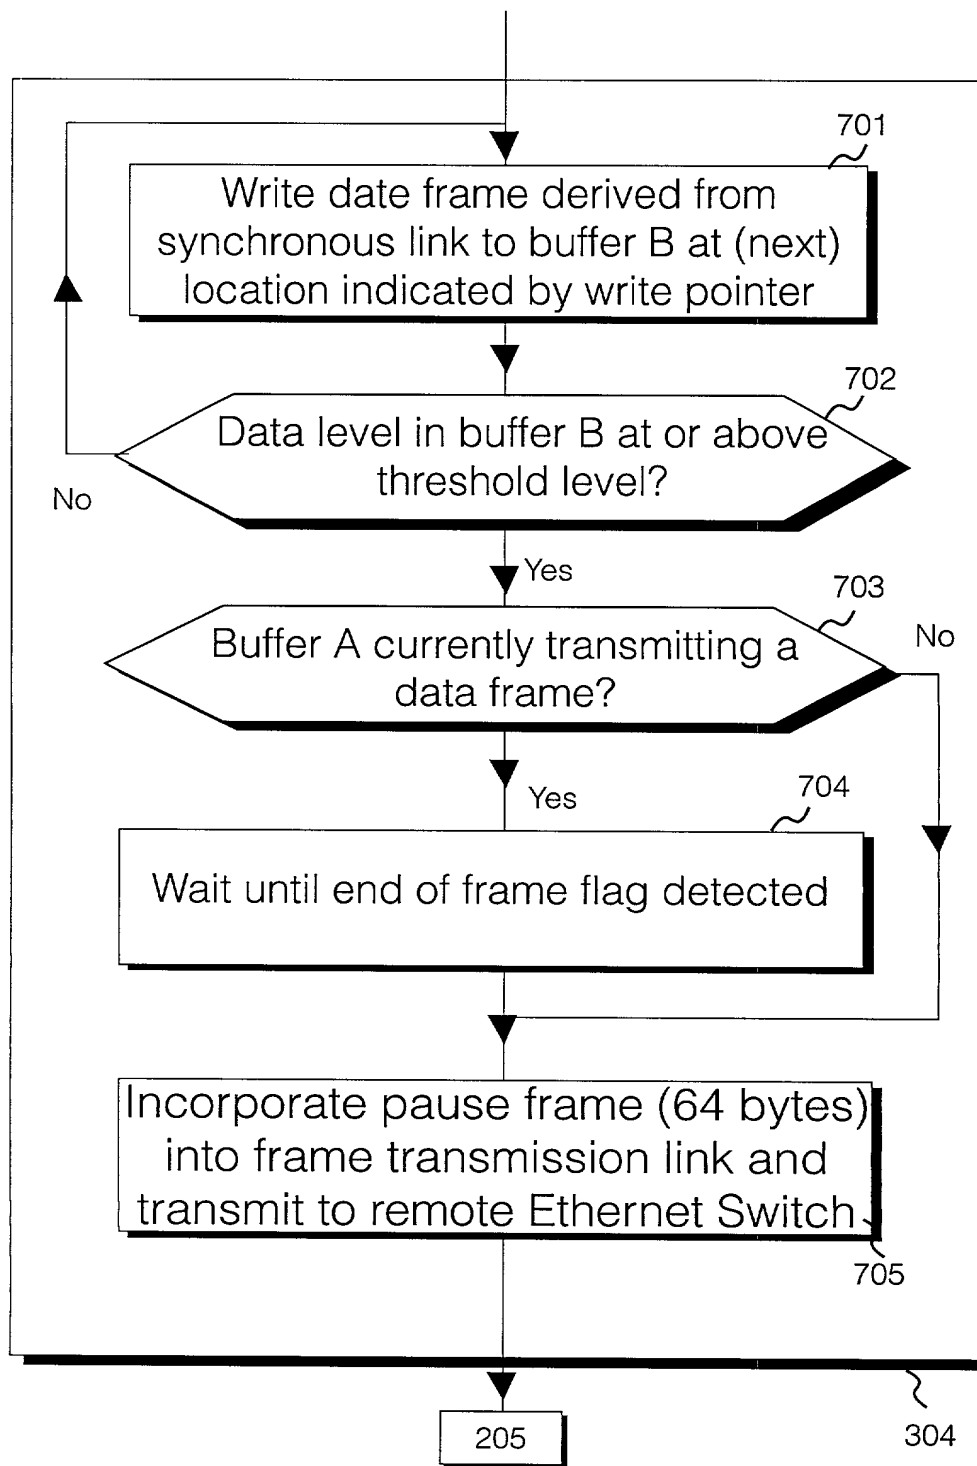 701
Write date frame derived from
synchronous link to buffer B at (next)
location indicated by write pointer
702
Data level in buffer B at or above
threshold level?
No
Yes
703
Buffer A currently transmitting a
data frame?
No
Yes
704
Wait until end of frame flag detected
Incorporate pause frame (64 bytes)
into frame transmission link and
transmit to remote Ethernet Switch
705
304
205